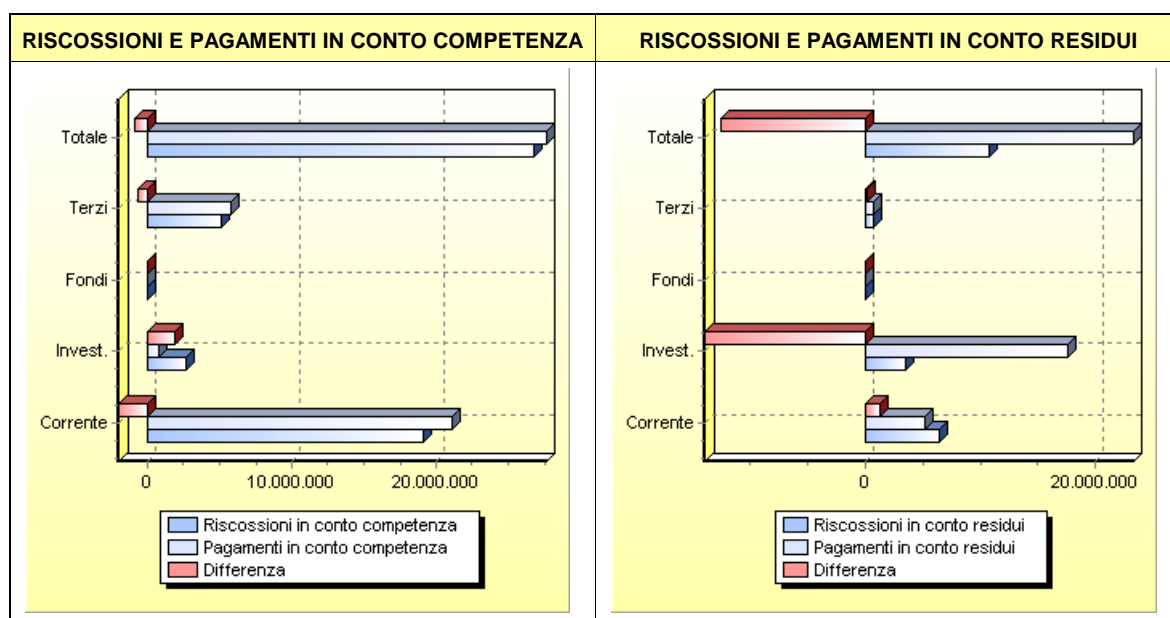 RISCOSSIONI E PAGAMENTI IN CONTO COMPETENZA
Totale
Terzi
Fondi
Invest.
Corrente
0 10.000.000 20.000.000
Riscossioni in conto competenza
Pagamenti in conto competenza
Differenza
RISCOSSIONI E PAGAMENTI IN CONTO RESIDUI
Totale
Terzi
Fondi
Invest.
Corrente
0 20.000.000
Riscossioni in conto residui
Pagamenti in conto residui
Differenza